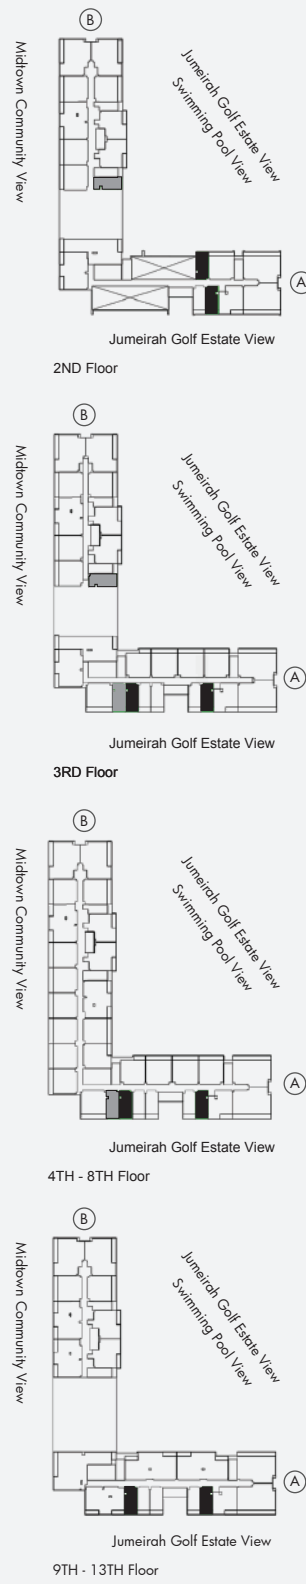 B
Midtown Community View
Jumeirah Golf Estate View
Swimming Pool View
A
Jumeirah Golf Estate View
2ND Floor
B
Midtown Community View
Jumeirah Golf Estate View
Swimming Pool View
A
Jumeirah Golf Estate View
3RD Floor
B
Midtown Community View
Jumeirah Golf Estate View
Swimming Pool View
A
Jumeirah Golf Estate View
4TH - 8TH Floor
B
Midtown Community View
Jumeirah Golf Estate View
Swimming Pool View
A
Jumeirah Golf Estate View
9TH - 13TH Floor